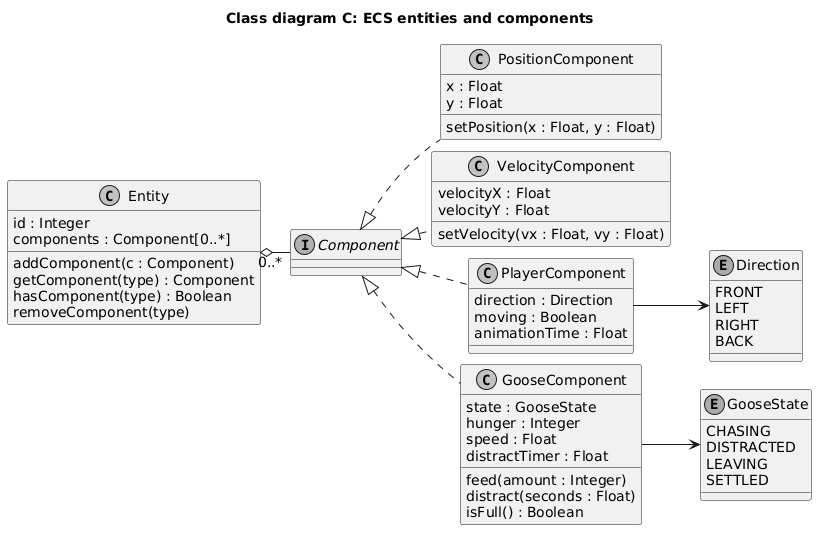 Class diagram C: ECS entities and components
C Entity
id : Integer
components : Component[0..*]
addComponent(c : Component)
getComponent(type) : Component
hasComponent(type) : Boolean
removeComponent(type)
0..*
I Component
C PositionComponent
x : Float
y : Float
setPosition(x : Float, y : Float)
C VelocityComponent
velocityX : Float
velocityY : Float
setVelocity(vx : Float, vy : Float)
C PlayerComponent
direction : Direction
moving : Boolean
animationTime : Float
E Direction
FRONT
LEFT
RIGHT
BACK
C GooseComponent
state : GooseState
hunger : Integer
speed : Float
distractTimer : Float
feed(amount : Integer)
distract(seconds : Float)
isFull() : Boolean
E GooseState
CHASING
DISTRACTED
LEAVING
SETTLED